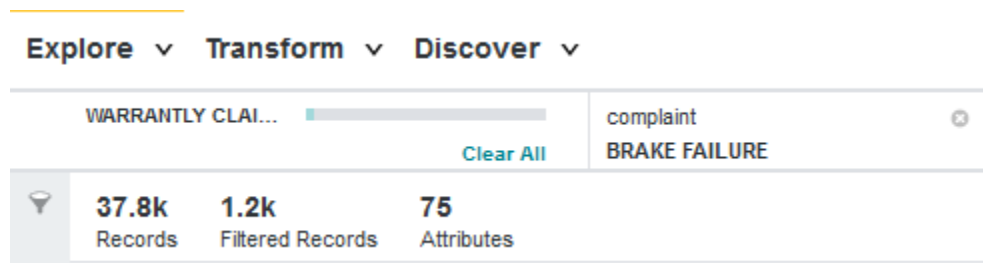 Explore Transform Discover
WARRANTLY CLAI...
complaint
Clear All
BRAKE FAILURE
37.8k 1.2k 75
Records Filtered Records Attributes